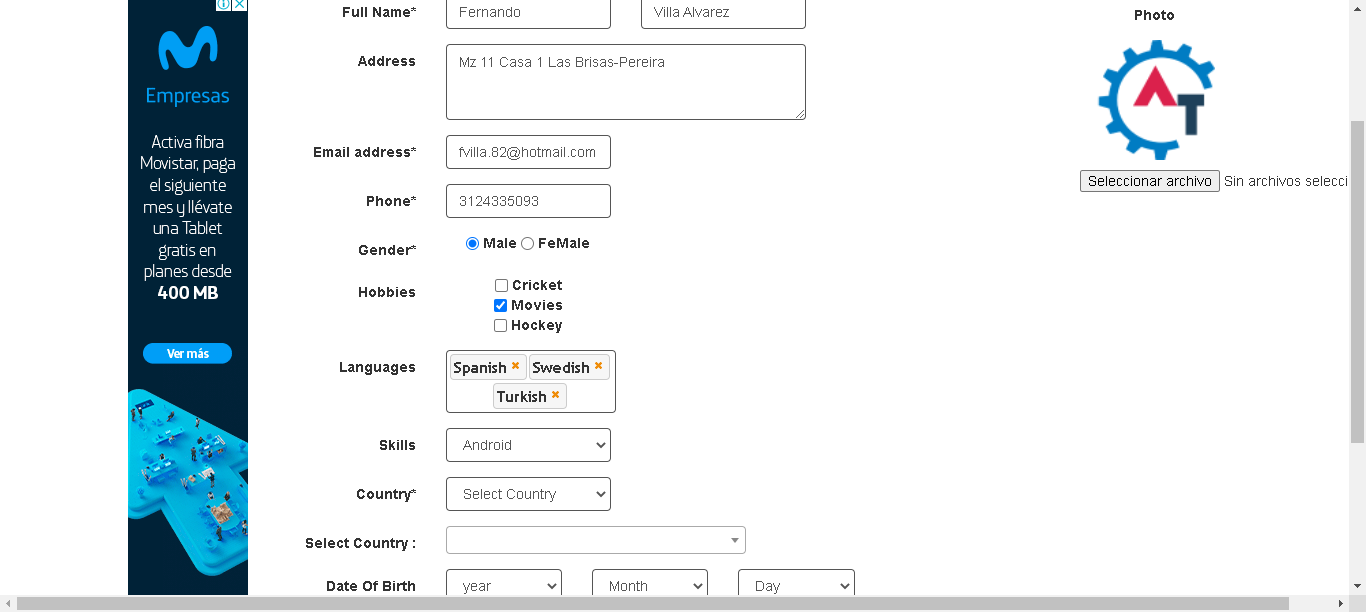 Empresas
Activa fibra
Movistar, paga
el siguiente
mes y llévate
una Tablet
gratis en
planes desde
400 MB
Ver más
Full Name* Fernando Villa Alvarez
Address Mz 11 Casa 1 Las Brisas-Pereira
Email address* fvilla.82@hotmail.com
Phone* 3124335093
Gender* Male FeMale
Hobbies Cricket
Movies
Hockey
Languages Spanish Swedish
Turkish
Skills Android
Country* Select Country
Select Country :
Date Of Birth year Month Day
Photo
AT
Seleccionar archivo Sin archivos selecci